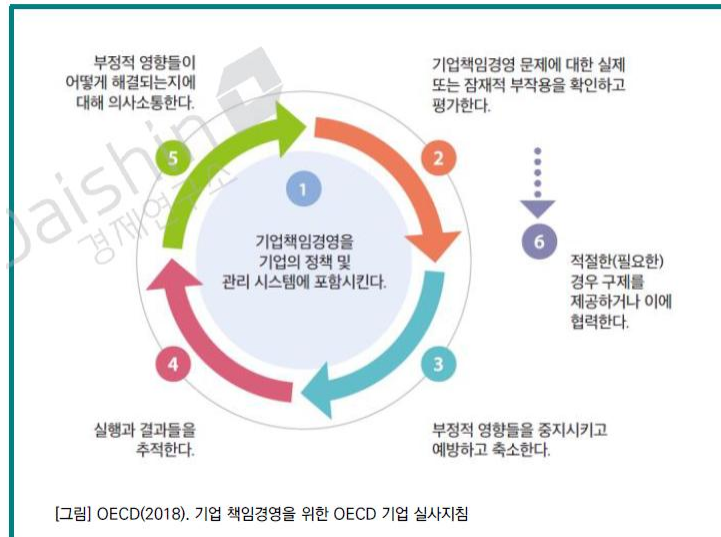 부정적 영향들이
어떻게 해결되는지에
대해 의사소통한다.
기업책임경영 문제에 대한 실제
또는 잠재적 부작용을 확인하고
평가한다.
5
2
1
기업책임경영을
기업의 정책 및
관리 시스템에 포함시킨다.
6
적절한(필요한)
경우 구제를
제공하거나 이에
협력한다.
4
3
실행과 결과들을
추적한다.
부정적 영향들을 중지시키고
예방하고 축소한다.
Daishin
경제연구소
[그림] OECD(2018). 기업 책임경영을 위한 OECD 기업 실사지침